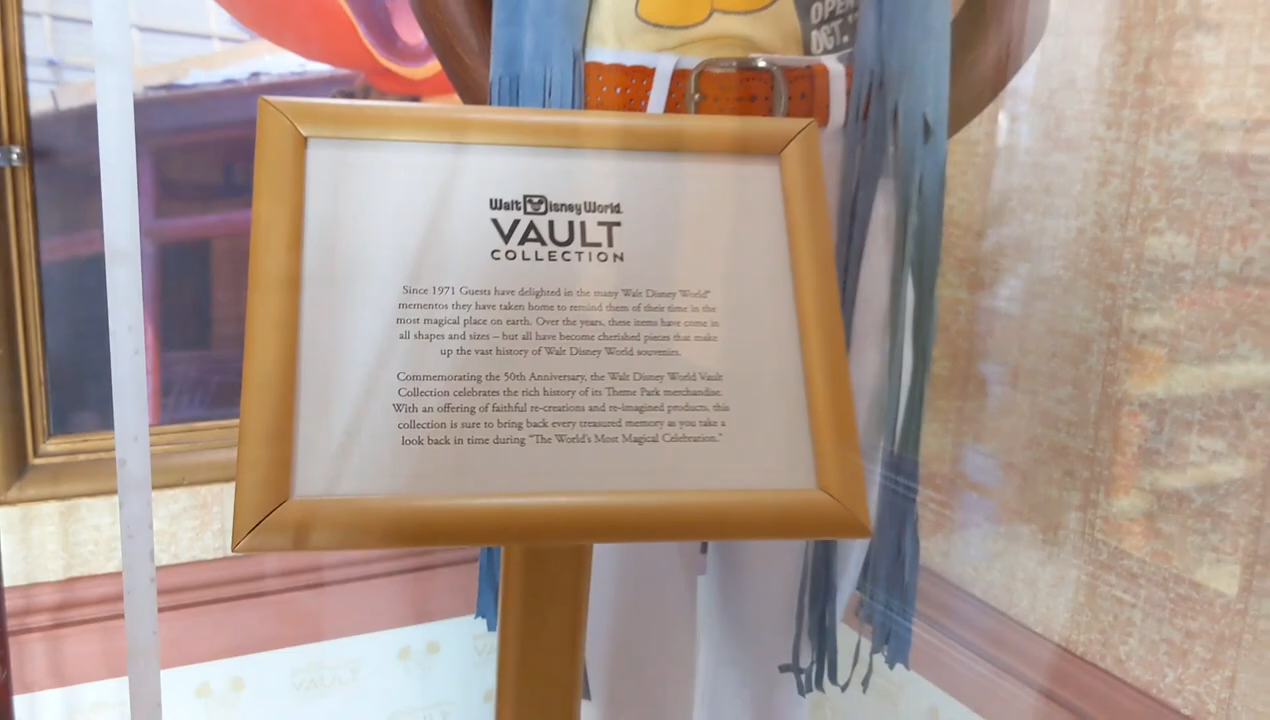 OPEN
OCT.
Walt Disney World
VAULT
COLLECTION
Since 1971 Guests have delighted in the many Walt Disney World®
mementos they have taken home to remind them of their time in the
most magical place on earth. Over the years, these items have come in
all shapes and sizes – but all have become cherished pieces that make
up the vast history of Walt Disney World souvenirs.
Commemorating the 50th Anniversary, the Walt Disney World Vault
Collection celebrates the rich history of its Theme Park merchandise.
With an offering of faithful re-creations and re-imagined products, this
collection is sure to bring back every treasured memory as you take a
look back in time during “The World's Most Magical Celebration.”
VAULT